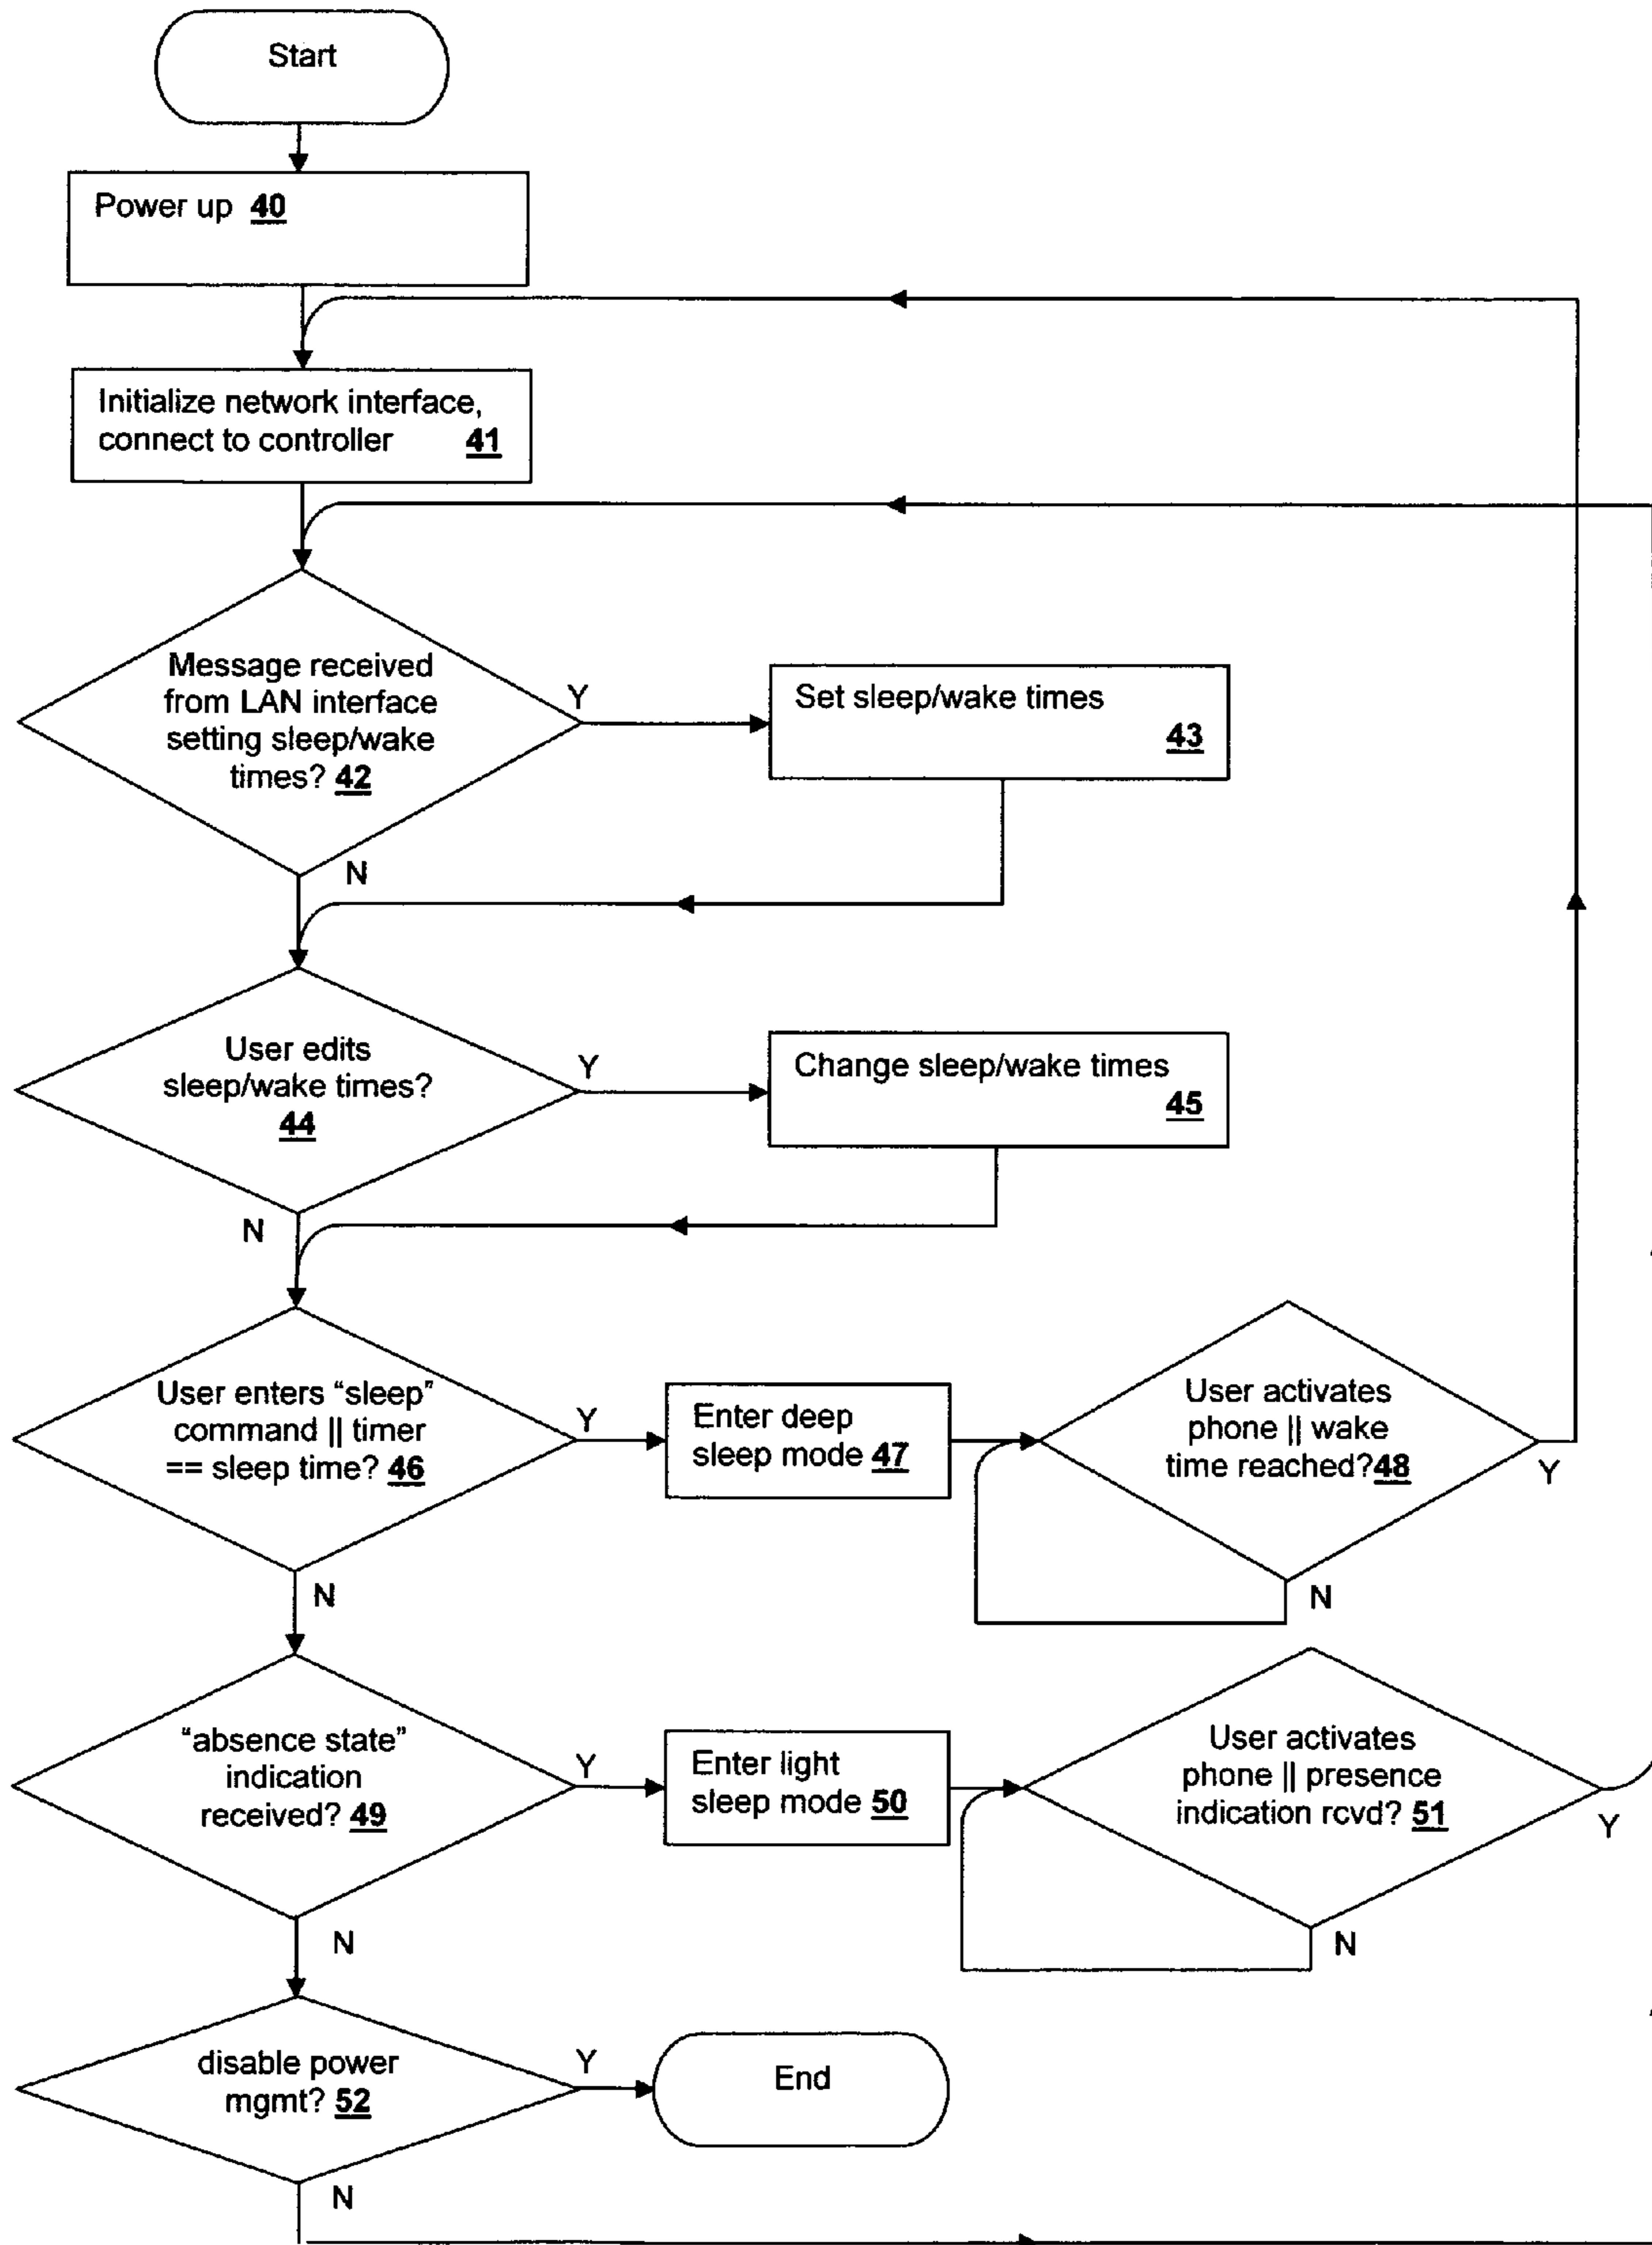 Start
Power up 40
Initialize network interface,
connect to controller 41
Message received
from LAN interface
setting sleep/wake
times? 42
Y
Set sleep/wake times
43
N
User edits
sleep/wake times?
44
Y
Change sleep/wake times
45
N
User enters “sleep”
command || timer
== sleep time? 46
Y
Enter deep
sleep mode 47
User activates
phone || wake
time reached?48
Y
N
N
“absence state”
indication
received? 49
Y
Enter light
sleep mode 50
User activates
phone || presence
indication rcvd? 51
Y
N
N
disable power
mgmt? 52
Y
End
N